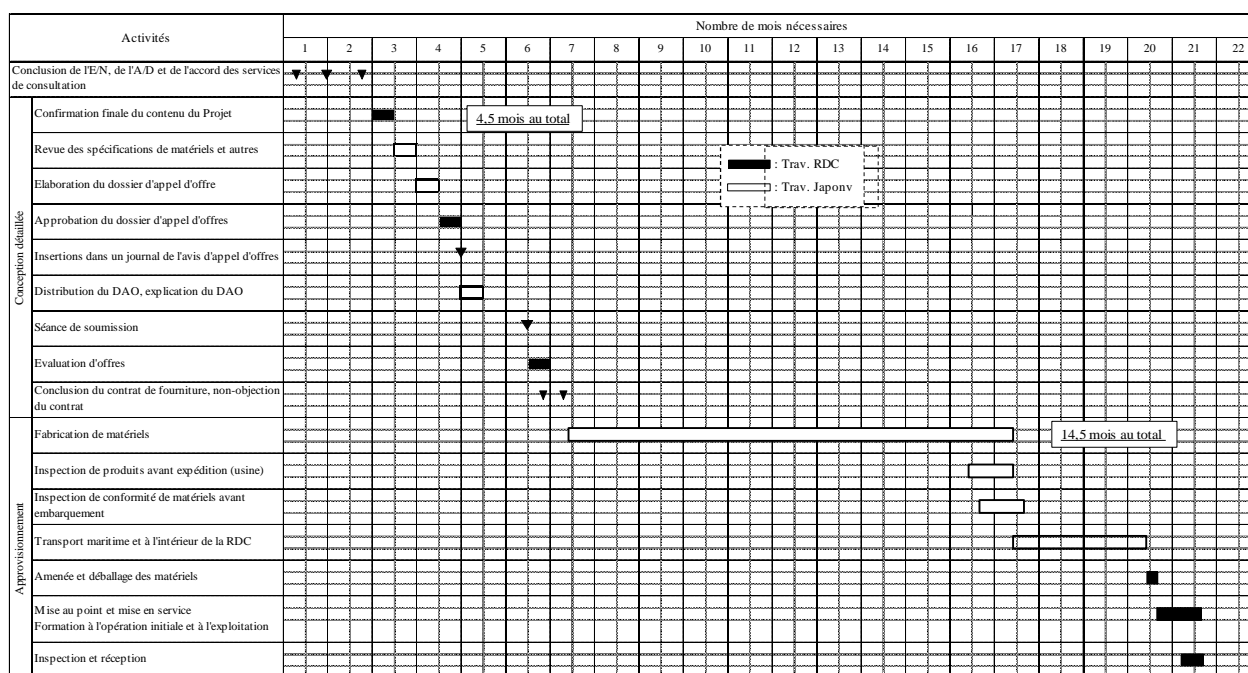 Activités
Nombre de mois nécessaires
1 2 3 4 5 6 7 8 9 10 11 12 13 14 15 16 17 18 19 20 21 22
Conclusion de l'E/N, de l'A/D et de l'accord des services
de consultation
Conception détaillée
Confirmation finale du contenu du Projet
4,5 mois au total
Revue des spécifications de matériels et autres
: Trav. RDC
: Trav. Japonv
Elaboration du dossier d'appel d'offre
Approbation du dossier d'appel d'offres
Insertions dans un journal de l'avis d'appel d'offres
Distribution du DAO, explication du DAO
Séance de soumission
Evaluation d'offres
Conclusion du contrat de fourniture, non-objection
du contrat
Approvisionnement
Fabrication de matériels
14,5 mois au total
Inspection de produits avant expédition (usine)
Inspection de conformité de matériels avant
embarquement
Transport maritime et à l'intérieur de la RDC
Amenée et déballage des matériels
Mise au point et mise en service
Formation à l'opération initiale et à l'exploitation
Inspection et réception